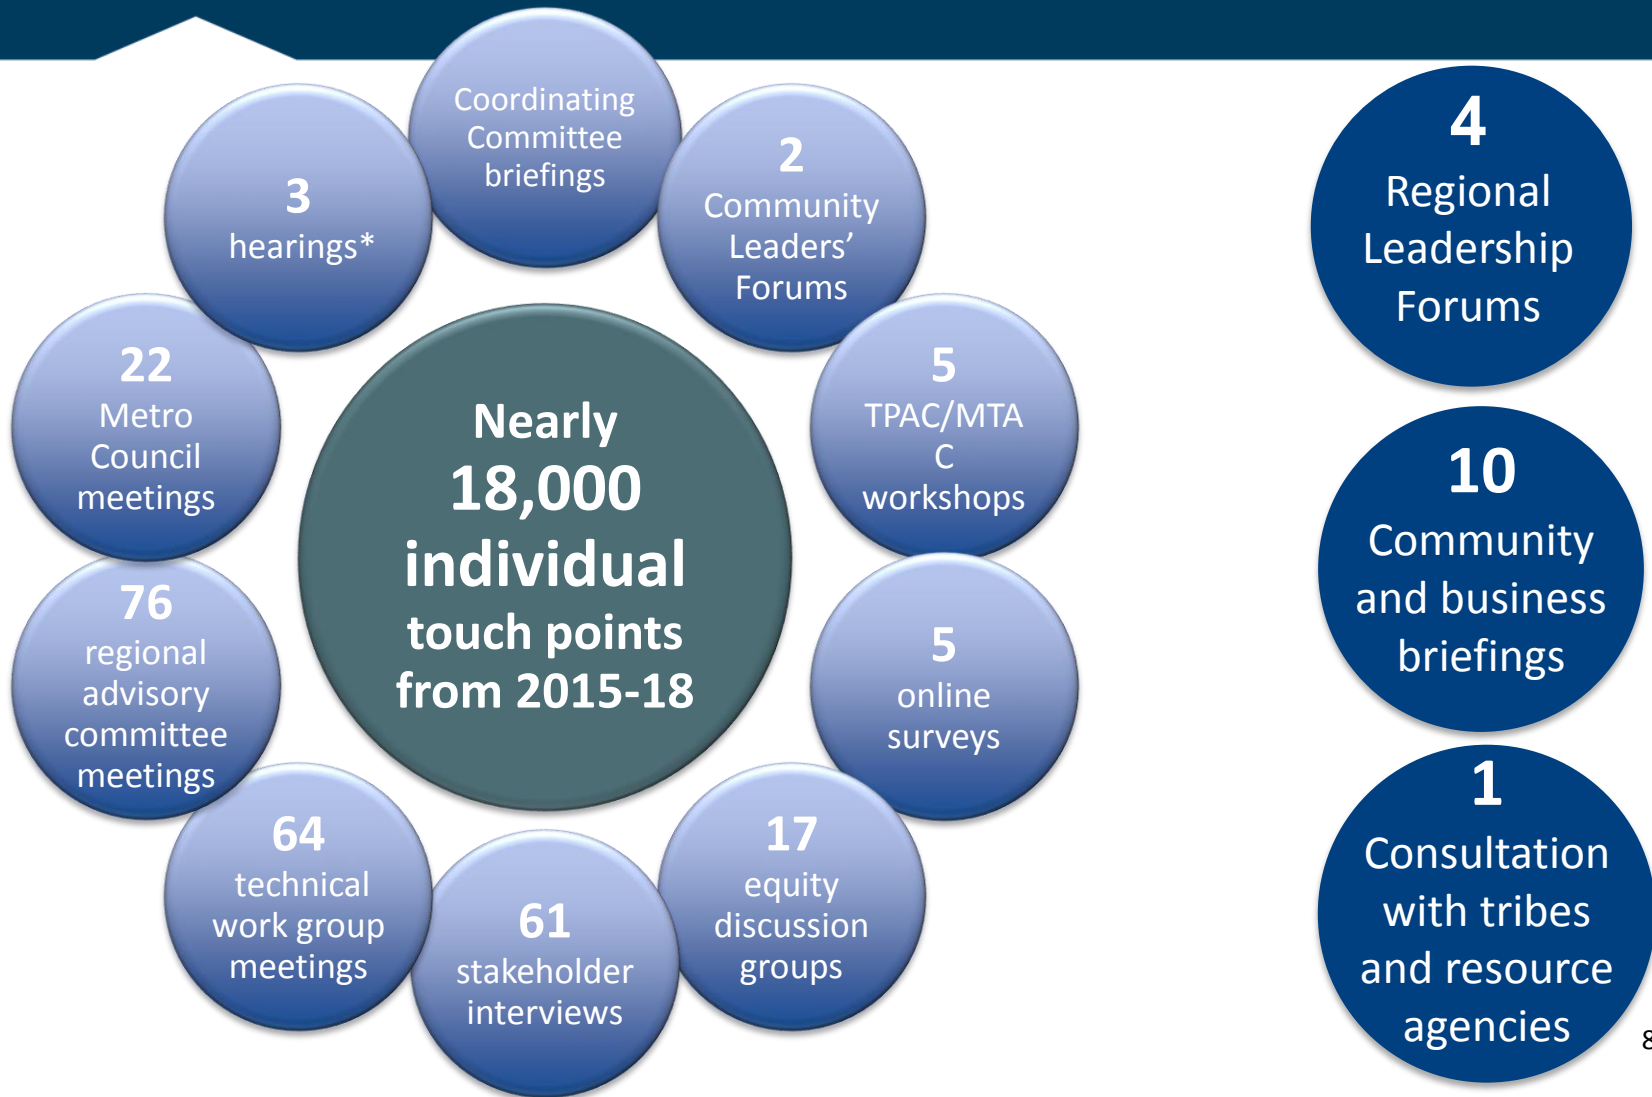 Coordinating
Committee
briefings
2
Community
Leaders’
Forums
5
TPAC/MTA
C
workshops
5
online
surveys
17
equity
discussion
groups
61
stakeholder
interviews
64
technical
work group
meetings
76
regional
advisory
committee
meetings
22
Metro
Council
meetings
3
hearings*
Nearly
18,000
individual
touch points
from 2015-18
4
Regional
Leadership
Forums
10
Community
and business
briefings
1
Consultation
with tribes
and resource
agencies
8